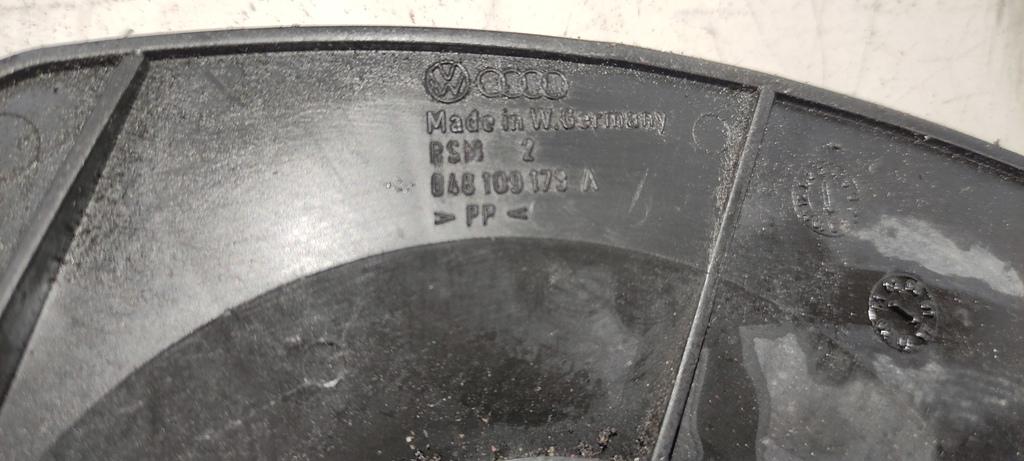 Made in W.Germany
RSM 2
048 109 173 A
> PP <